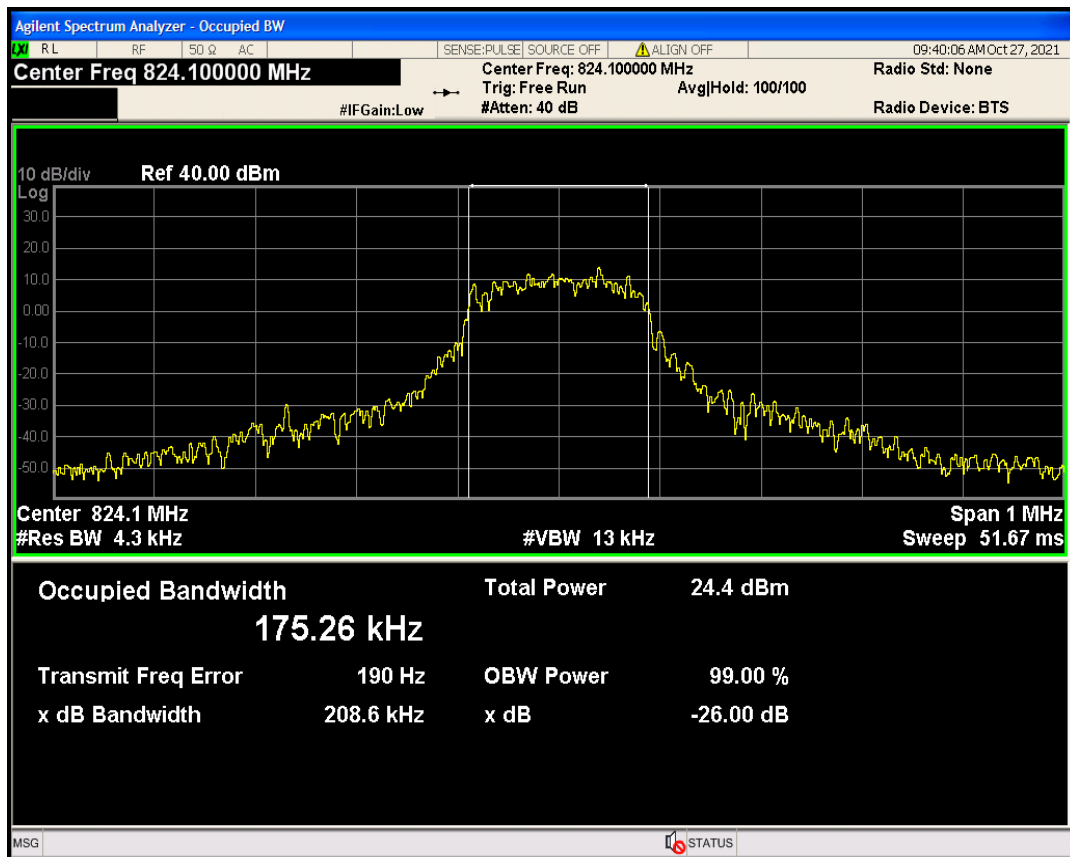 Agilent Spectrum Analyzer - Occupied BW
LXI RL RF 50 Ω AC SENSE:PULSE SOURCE OFF ALIGN OFF 09:40:06 AM Oct 27, 2021
Center Freq 824.100000 MHz Center Freq: 824.100000 MHz Radio Std: None
Trig: Free Run Avg|Hold: 100/100
#IFGain:Low #Atten: 40 dB Radio Device: BTS
10 dB/div Ref 40.00 dBm
Log
30.0
20.0
10.0
0.00
-10.0
-20.0
-30.0
-40.0
-50.0
Center 824.1 MHz Span 1 MHz
#Res BW 4.3 kHz #VBW 13 kHz Sweep 51.67 ms
Occupied Bandwidth Total Power 24.4 dBm
175.26 kHz
Transmit Freq Error 190 Hz OBW Power 99.00 %
x dB Bandwidth 208.6 kHz x dB -26.00 dB
MSG STATUS